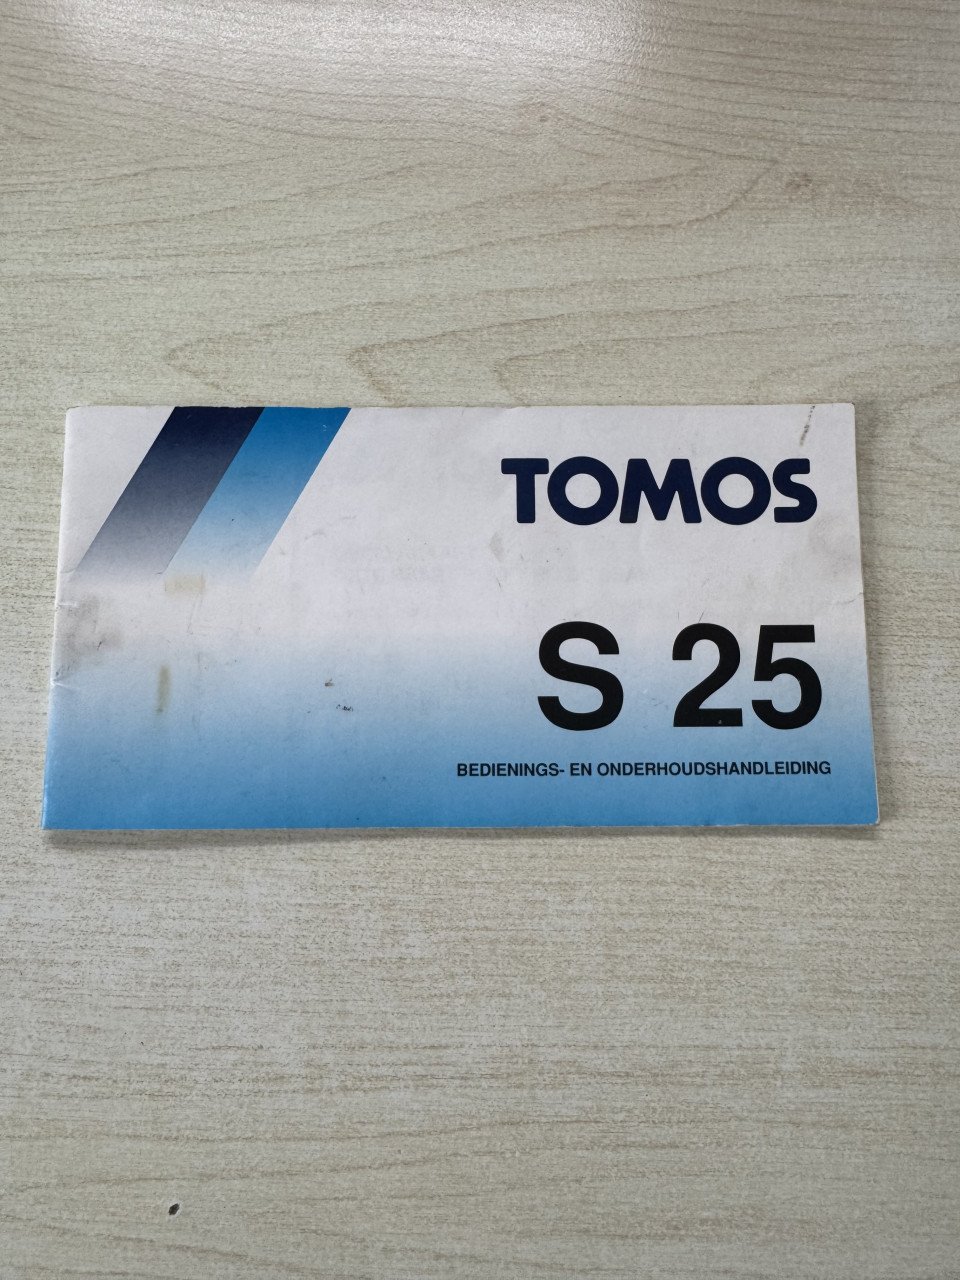 TOMOS
S 25
BEDIENINGS- EN ONDERHOUDSHANDLEIDING